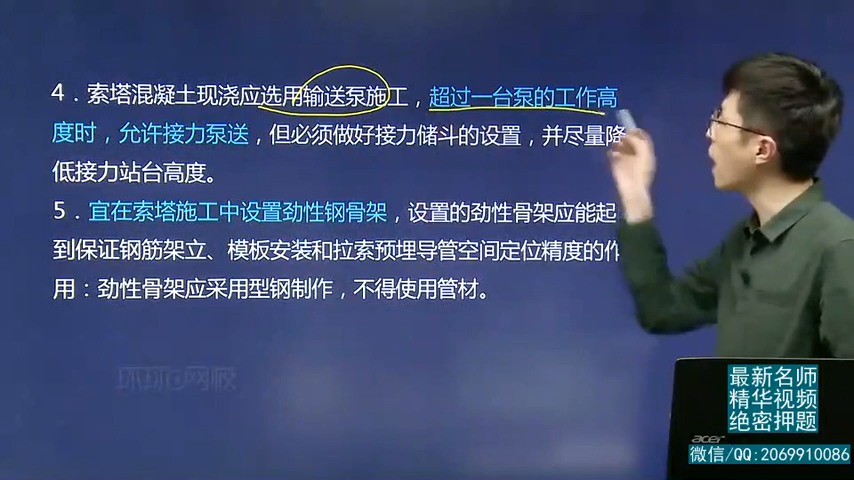 4．索塔混凝土现浇应选用输送泵施工，超过一台泵的工作高
度时，允许接力泵送，但必须做好接力储斗的设置，并尽量降
低接力站台高度。
5．宜在索塔施工中设置劲性钢骨架，设置的劲性骨架应能起
到保证钢筋架立、模板安装和拉索预埋导管空间定位精度的作
用：劲性骨架应采用型钢制作，不得使用管材。
环球网校
最新名师
精华视频
绝密押题
acer
微信/QQ:2069910086